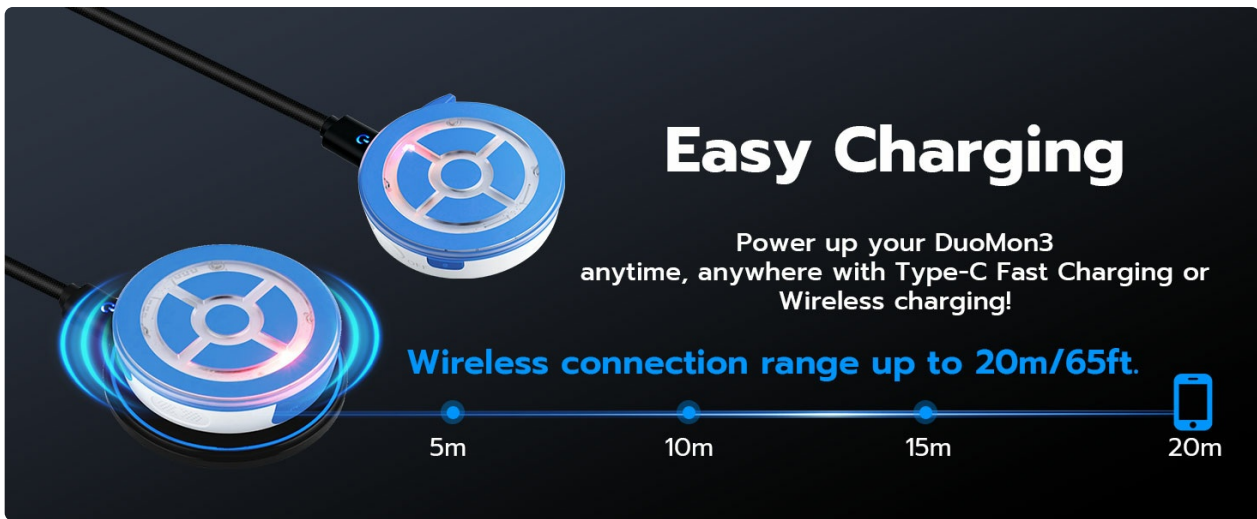 Easy Charging
Power up your DuoMon3
anytime, anywhere with Type-C Fast Charging or
Wireless charging!
Wireless connection range up to 20m/65ft.
5m
10m
15m
20m